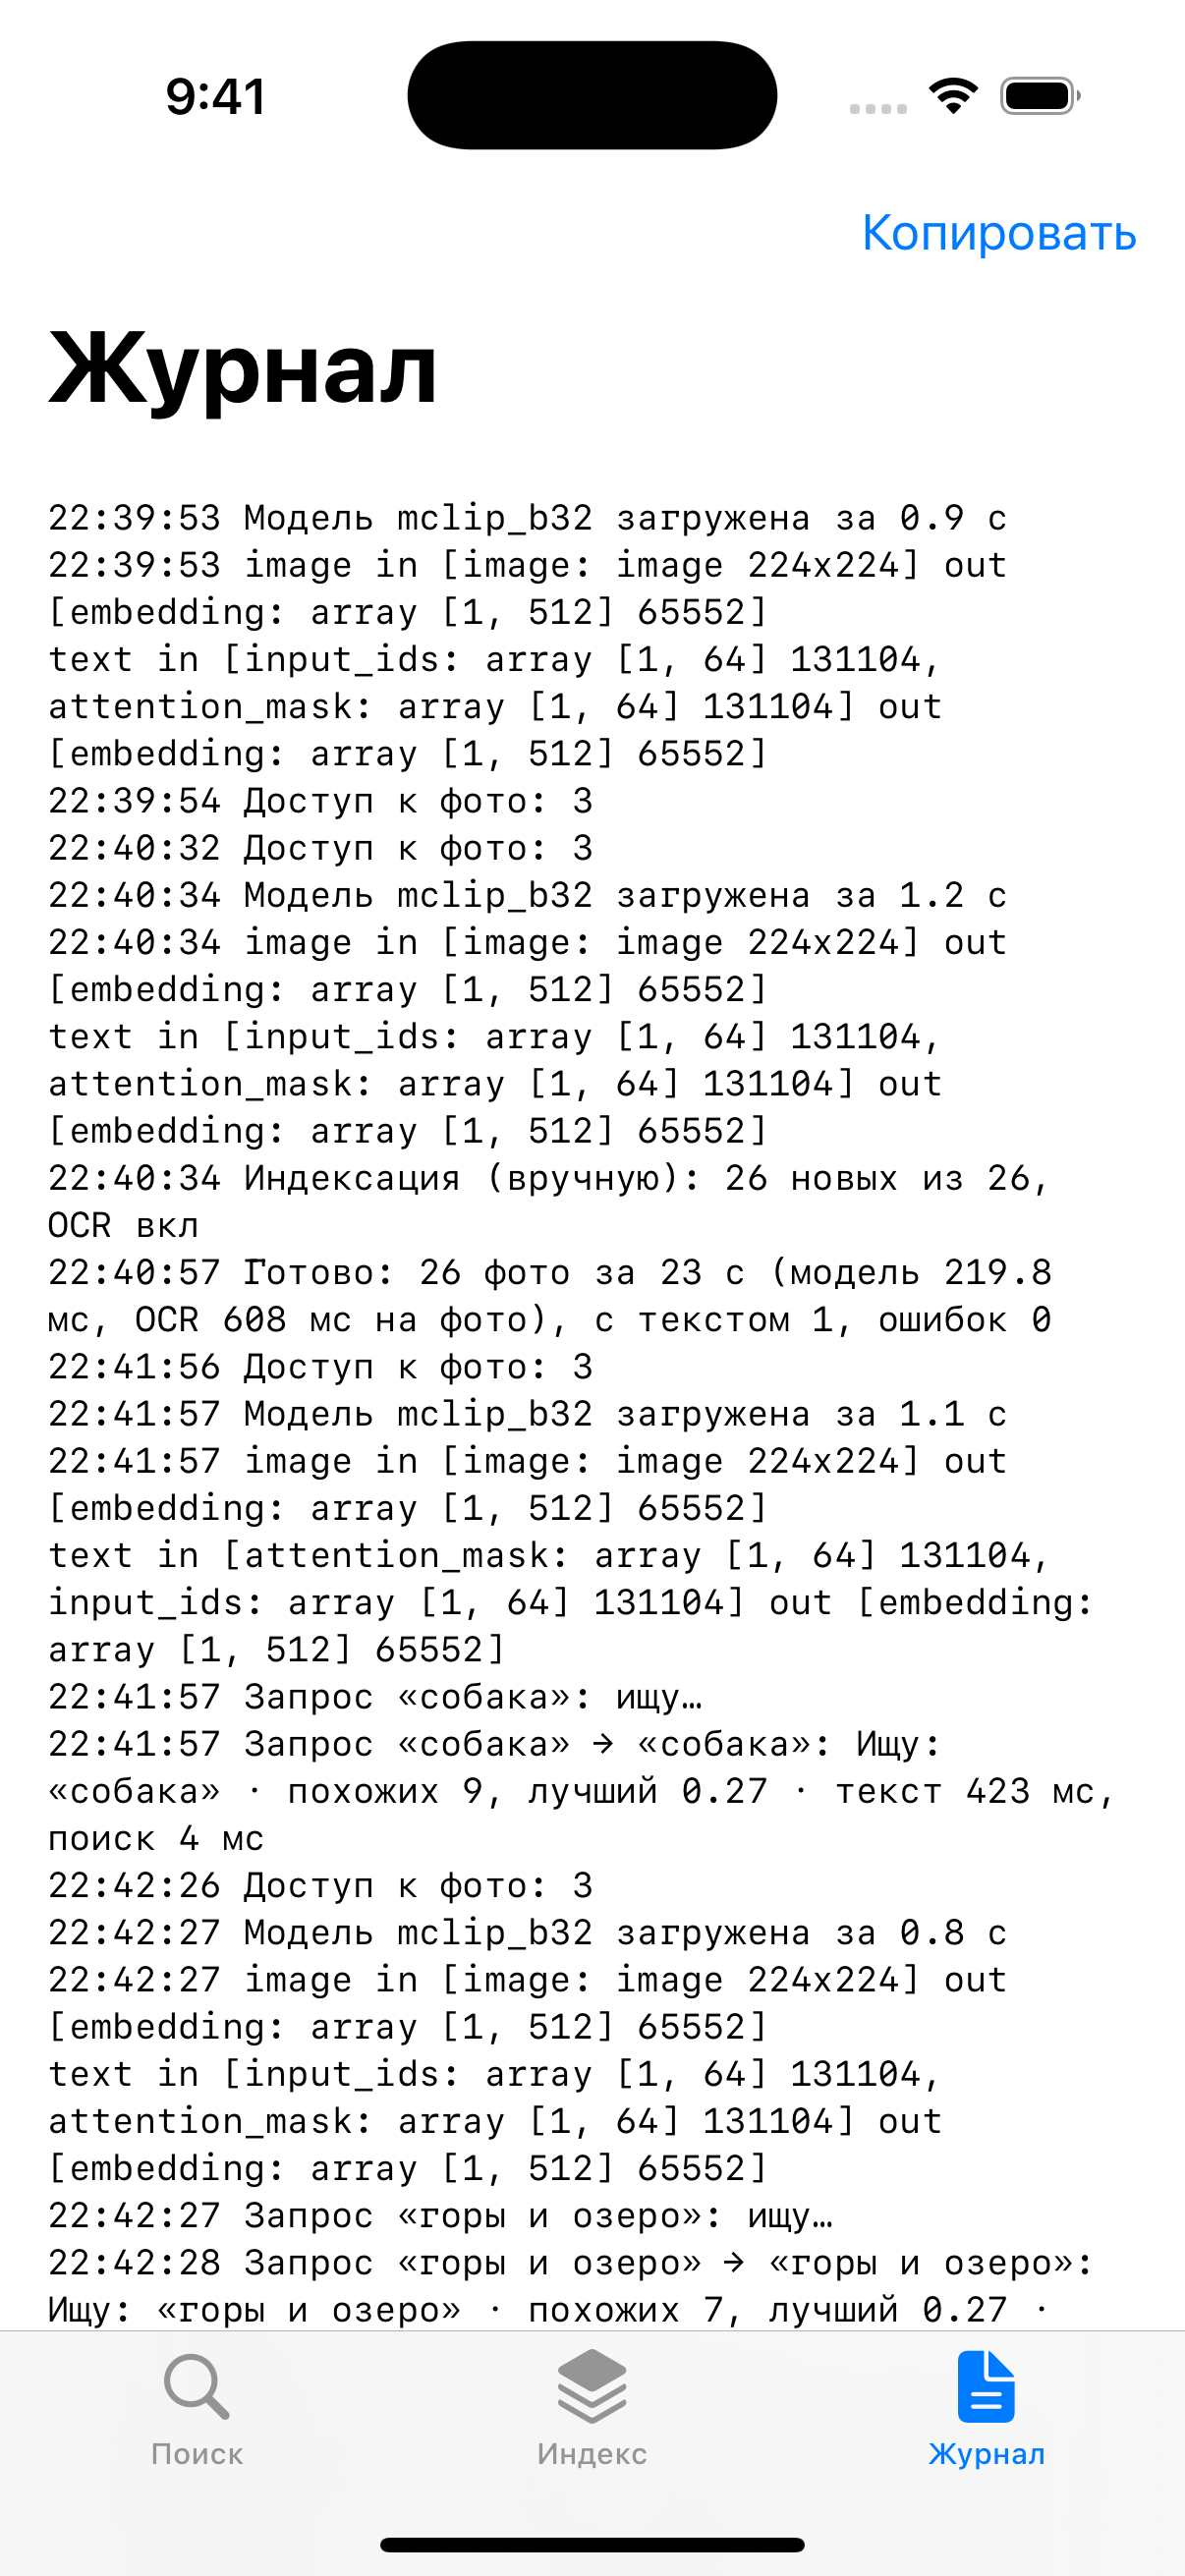 9:41
Копировать
Журнал
22:39:53 Модель mclip_b32 загружена за 0.9 с
22:39:53 image in [image: image 224x224] out
[embedding: array [1, 512] 65552]
text in [input_ids: array [1, 64] 131104,
attention_mask: array [1, 64] 131104] out
[embedding: array [1, 512] 65552]
22:39:54 Доступ к фото: 3
22:40:32 Доступ к фото: 3
22:40:34 Модель mclip_b32 загружена за 1.2 с
22:40:34 image in [image: image 224x224] out
[embedding: array [1, 512] 65552]
text in [input_ids: array [1, 64] 131104,
attention_mask: array [1, 64] 131104] out
[embedding: array [1, 512] 65552]
22:40:34 Индексация (вручную): 26 новых из 26,
OCR вкл
22:40:57 Готово: 26 фото за 23 с (модель 219.8
мс, OCR 608 мс на фото), с текстом 1, ошибок 0
22:41:56 Доступ к фото: 3
22:41:57 Модель mclip_b32 загружена за 1.1 с
22:41:57 image in [image: image 224x224] out
[embedding: array [1, 512] 65552]
text in [attention_mask: array [1, 64] 131104,
input_ids: array [1, 64] 131104] out [embedding:
array [1, 512] 65552]
22:41:57 Запрос «собака»: ищу…
22:41:57 Запрос «собака» → «собака»: Ищу:
«собака» · похожих 9, лучший 0.27 · текст 423 мс,
поиск 4 мс
22:42:26 Доступ к фото: 3
22:42:27 Модель mclip_b32 загружена за 0.8 с
22:42:27 image in [image: image 224x224] out
[embedding: array [1, 512] 65552]
text in [input_ids: array [1, 64] 131104,
attention_mask: array [1, 64] 131104] out
[embedding: array [1, 512] 65552]
22:42:27 Запрос «горы и озеро»: ищу…
22:42:28 Запрос «горы и озеро» → «горы и озеро»:
Ищу: «горы и озеро» · похожих 7, лучший 0.27 ·
Поиск
Индекс
Журнал